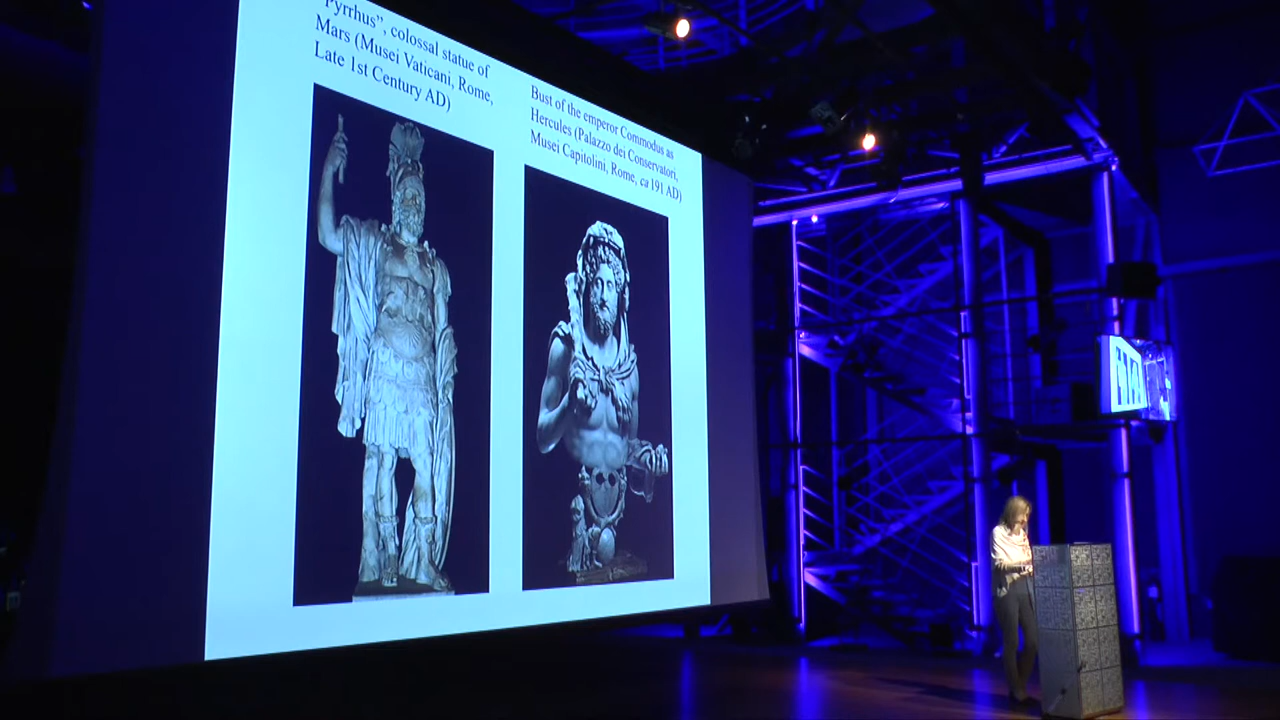 Pyrrhus”, colossal statue of
Mars (Musei Vaticani, Rome,
Late 1st Century AD)
Bust of the emperor Commodus as
Hercules (Palazzo dei Conservatori,
Musei Capitolini, Rome, ca 191 AD)